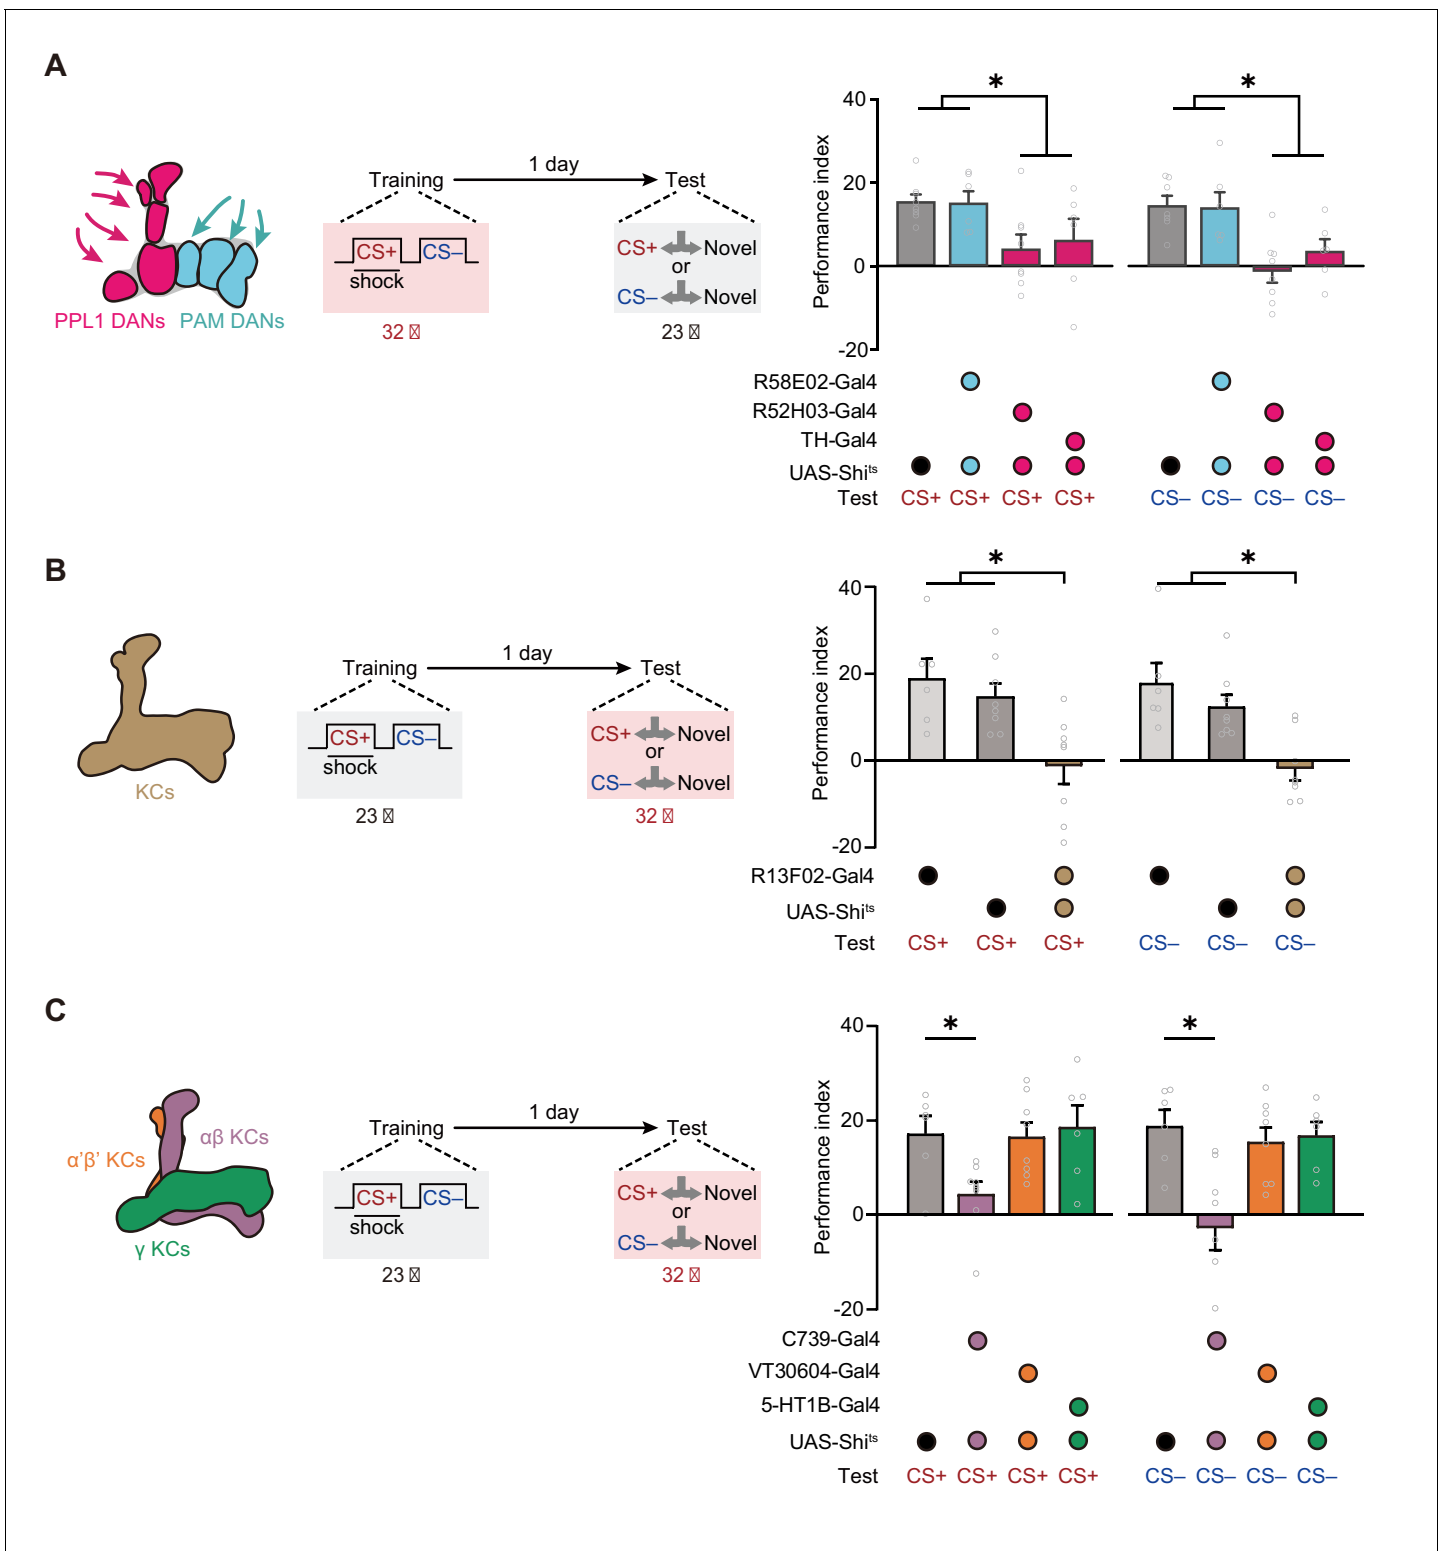 A
1 day
Training
Test
CS+
CS–
shock
CS+
Novel
or
CS–
Novel
PPL1 DANs
PAM DANs
32
23
Performance index
40
20
0
-20
*
*
R58E02-Gal4
R52H03-Gal4
TH-Gal4
UAS-Shits
Test
CS+ CS+ CS+ CS+
CS– CS– CS– CS–
B
1 day
Training
Test
CS+
CS–
shock
CS+
Novel
or
CS–
Novel
KCs
23
32
Performance index
40
20
0
-20
*
*
R13F02-Gal4
UAS-Shits
Test
CS+ CS+ CS+
CS– CS– CS–
C
1 day
Training
Test
αβ KCs
α'β' KCs
γ KCs
CS+
CS–
shock
CS+
Novel
or
CS–
Novel
23
32
Performance index
40
20
0
-20
*
*
C739-Gal4
VT30604-Gal4
5-HT1B-Gal4
UAS-Shits
Test
CS+ CS+ CS+ CS+
CS– CS– CS– CS–